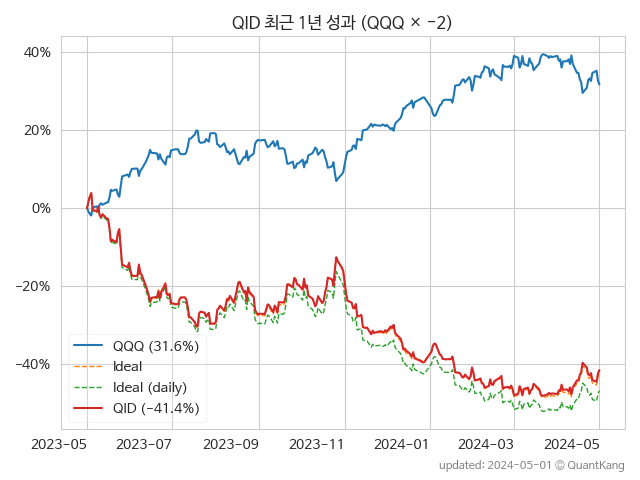 QID 최근 1년 성과 (QQQ × −2)
40%
20%
0%
−20%
−40%
QQQ (31.6%)
Ideal
Ideal (daily)
QID (−41.4%)
2023−05 2023−07 2023−09 2023−11 2024−01 2024−03 2024−05
updated: 2024−05−01 © QuantKang